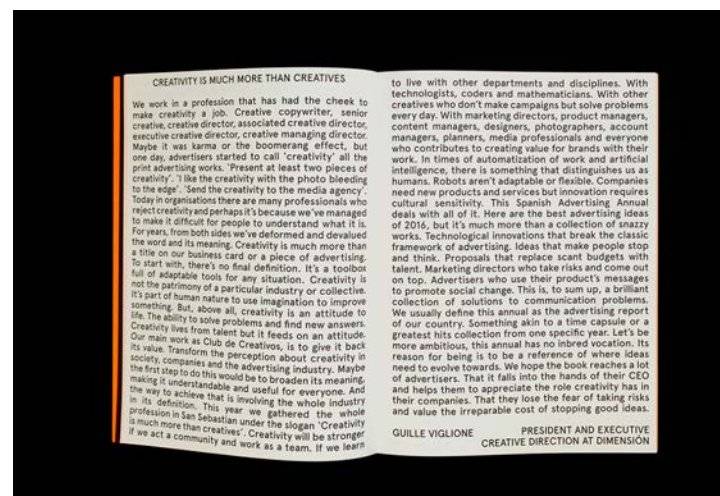 CREATIVITY IS MUCH MORE THAN CREATIVES
We work in a profession that has had the cheek to
make creativity a job. Creative copywriter, senior
creative, creative director, associated creative director,
executive creative director, creative managing director.
Maybe it was karma or the boomerang effect, but
one day, advertisers started to call 'creativity' all the
print advertising works. 'Present at least two pieces of
creativity'. 'I like the creativity with the photo bleeding
to the edge'. 'Send the creativity to the media agency'.
Today in organisations there are many professionals who
reject creativity and perhaps it's because we've managed
to make it difficult for people to understand what it is.
For years, from both sides we've deformed and devalued
the word and its meaning. Creativity is much more than
a title on our business card or a piece of advertising.
To start with, there's no final definition. It's a toolbox
full of adaptable tools for any situation. Creativity is
not the patrimony of a particular industry or collective.
It's part of human nature to use imagination to improve
something. But, above all, creativity is an attitude to
life. The ability to solve problems and find new answers.
Creativity lives from talent but it feeds on an attitude.
Our main work as Club de Creativos, is to give it back
its value. Transform the perception about creativity in
society, companies and the advertising industry. Maybe
the first step to do this would be to broaden its meaning,
making it understandable and useful for everyone. And
the way to achieve that is involving the whole industry
in its definition. This year we gathered the whole
profession in San Sebastian under the slogan 'Creativity
is much more than creatives'. Creativity will be stronger
if we act a community and work as a team. If we learn
to live with other departments and disciplines. With
technologists, coders and mathematicians. With other
creatives who don't make campaigns but solve problems
every day. With marketing directors, product managers,
content managers, designers, photographers, account
managers, planners, media professionals and everyone
who contributes to creating value for brands with their
work. In times of automatization of work and artificial
intelligence, there is something that distinguishes us as
humans. Robots aren't adaptable or flexible. Companies
need new products and services but innovation requires
cultural sensitivity. This Spanish Advertising Annual
deals with all of it. Here are the best advertising ideas
of 2016, but it's much more than a collection of snazzy
works. Technological innovations that break the classic
framework of advertising. Ideas that make people stop
and think. Proposals that replace scant budgets with
talent. Marketing directors who take risks and come out
on top. Advertisers who use their product's messages
to promote social change. This is, to sum up, a brilliant
collection of solutions to communication problems.
We usually define this annual as the advertising report
of our country. Something akin to a time capsule or a
greatest hits collection from one specific year. Let's be
more ambitious, this annual has no inbred vocation. Its
reason for being is to be a reference of where ideas
need to evolve towards. We hope the book reaches a lot
of advertisers. That it falls into the hands of their CEO
and helps them to appreciate the role creativity has in
their companies. That they lose the fear of taking risks
and value the irreparable cost of stopping good ideas.
GUILLE VIGLIONE
PRESIDENT AND EXECUTIVE
CREATIVE DIRECTION AT DIMENSIÓN